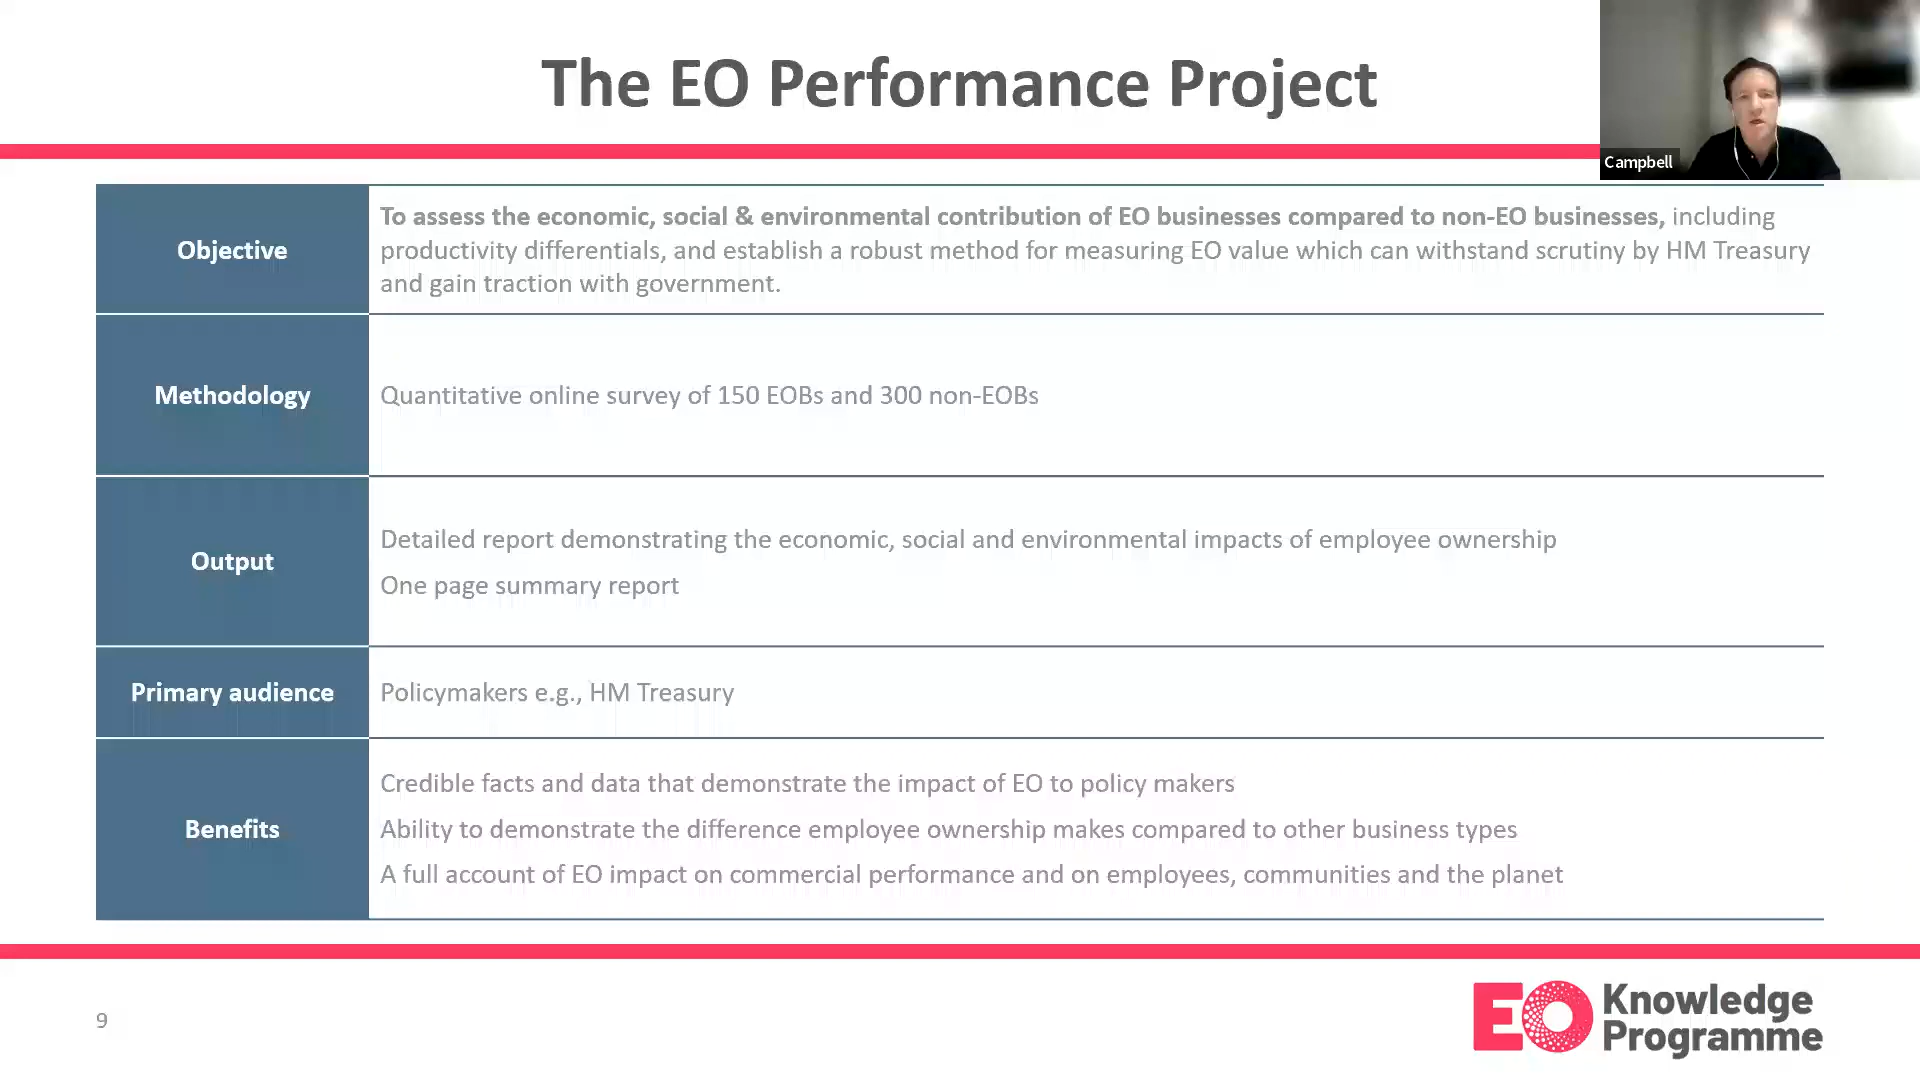 The EO Performance Project
Campbell
Objective
To assess the economic, social & environmental contribution of EO businesses compared to non-EO businesses, including
productivity differentials, and establish a robust method for measuring EO value which can withstand scrutiny by HM Treasury
and gain traction with government.
Methodology
Quantitative online survey of 150 EOBs and 300 non-EOBs
Output
Detailed report demonstrating the economic, social and environmental impacts of employee ownership
One page summary report
Primary audience
Policymakers e.g., HM Treasury
Benefits
Credible facts and data that demonstrate the impact of EO to policy makers
Ability to demonstrate the difference employee ownership makes compared to other business types
A full account of EO impact on commercial performance and on employees, communities and the planet
9
EO Knowledge
Programme